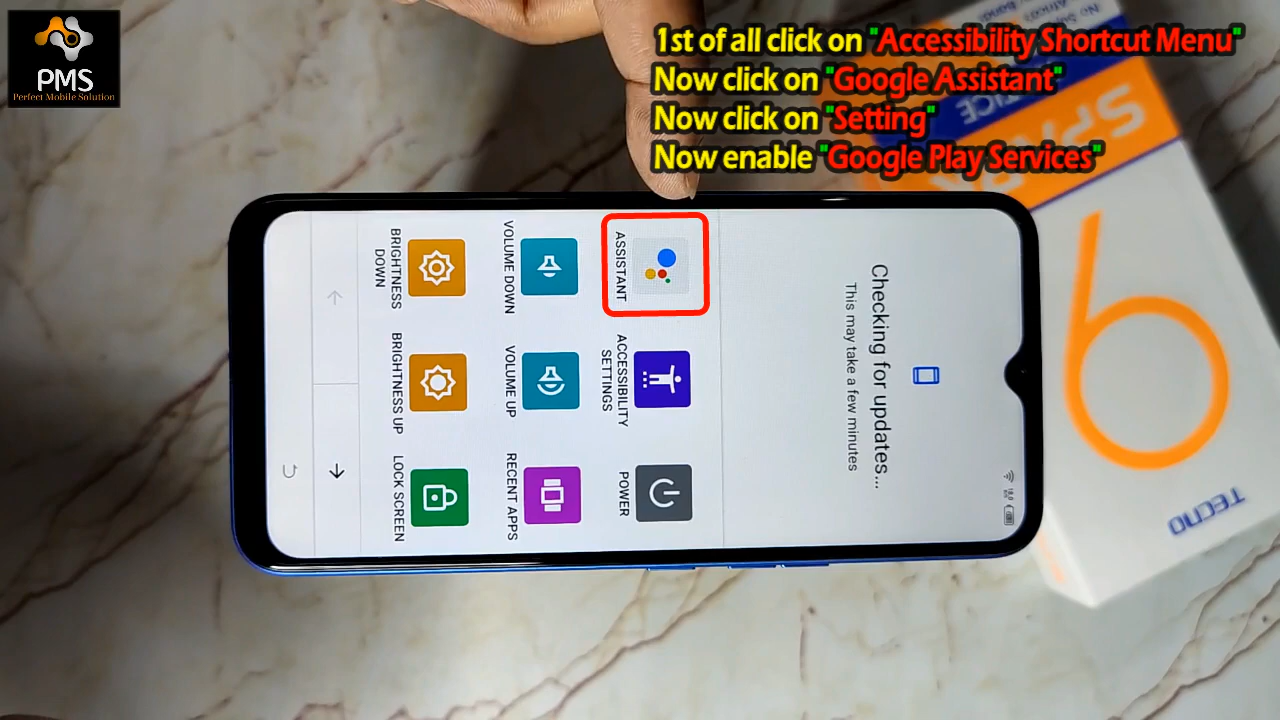 PMS
Perfect Mobile Solution
1st of all click on "Accessibility Shortcut Menu"
Now click on "Google Assistant"
Now click on "Setting"
Now enable "Google Play Services"
Checking for updates...
This may take a few minutes
ASSISTANT
ACCESSIBILITY
SETTINGS
POWER
VOLUME DOWN
VOLUME UP
RECENT APPS
BRIGHTNESS
DOWN
BRIGHTNESS UP
LOCK SCREEN
6
TECNO